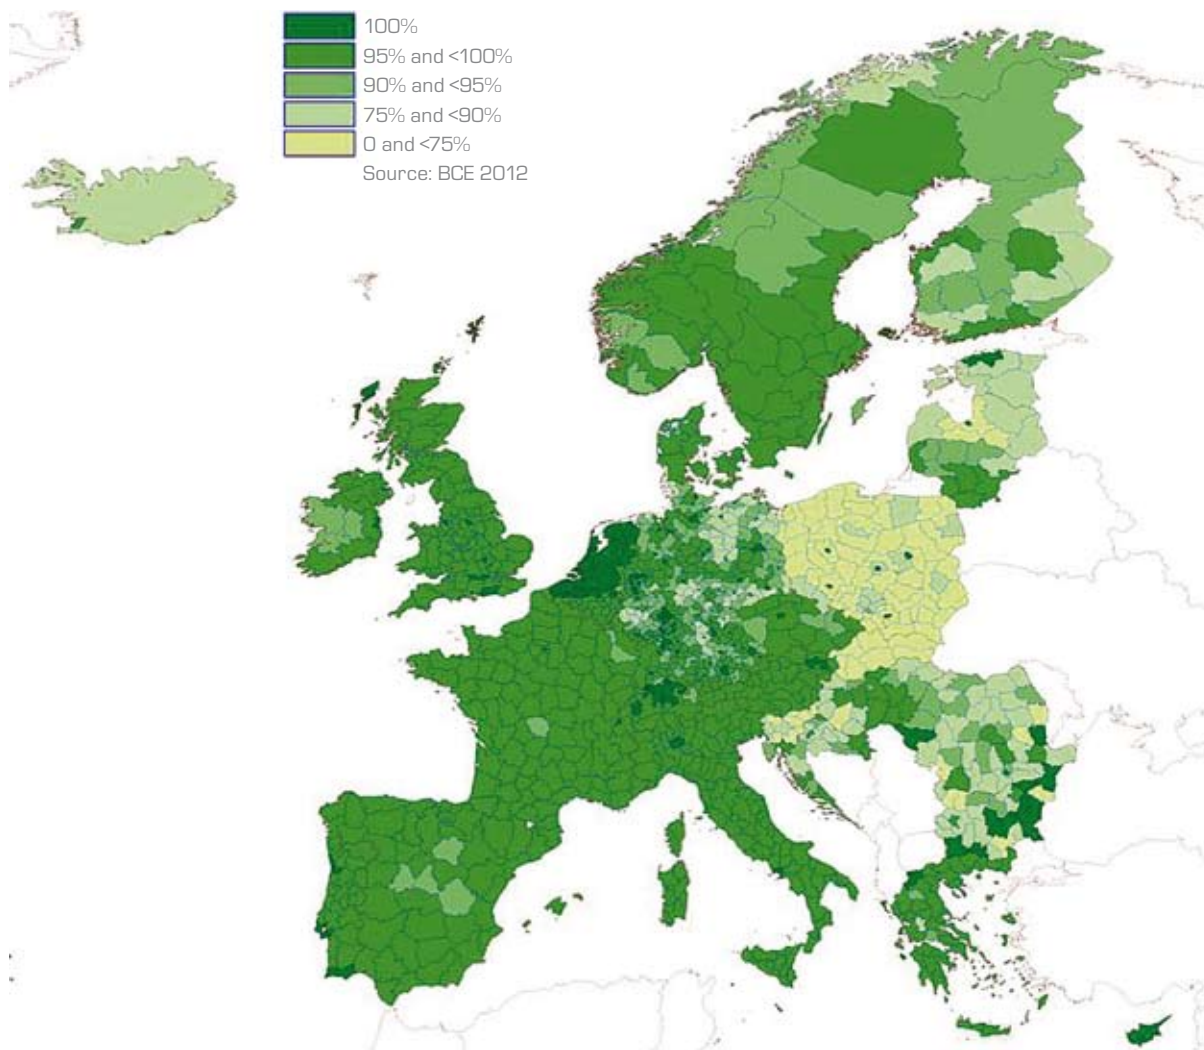 100%
95% and <100%
90% and <95%
75% and <90%
0 and <75%
Source: BCE 2012